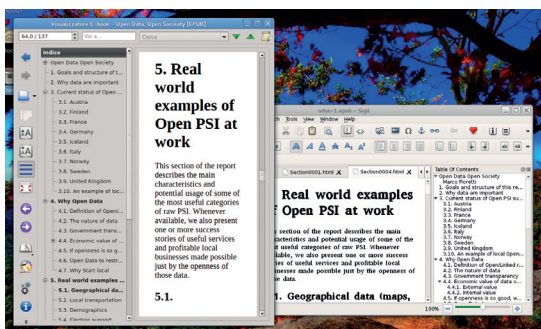 Visualizzatore E-book - Open Data, Open Society [EPUB]
64,0 / 137
Vai a...
Cerca
Indice
Open Data Open Society
1. Goals and structure of t...
2. Why data are important
3. Current status of Open ...
3.1. Austria
3.2. Finland
3.3. France
3.4. Germany
3.5. Iceland
3.6. Italy
3.7. Norway
3.8. Sweden
3.9. United Kingdom
3.10. An example of loc...
4. Why Open Data
4.1. Definition of Openl...
4.2. The nature of data
4.3. Government trans...
4.4. Economic value of ...
4.5. If openness is so g...
4.6. Open Data to restr...
4.7. Why Start local
5. Real world examples ...
5.1. Geographical da...
5.2. Local transportation
5.3. Demographics
5.4. Election support
5. Real
world
examples of
Open PSI at
work
This section of the report
describes the main
characteristics and
potential usage of some of
the most useful categories
of raw PSI. Whenever
available, we also present
one or more success
stories of useful services
and profitable local
businesses made possible
just by the openness of
those data.
5.1.
.epub - Sigil
Tools View Window Help
Section0001.html
Section0004.html
Real world examples
Open PSI at work
section of the report describes the main
acteristics and potential usage of some of the
useful categories of raw PSI. Whenever
lable, we also present one or more success
es of useful services and profitable local
nesses made possible just by the openness of
e data.
1. Geographical data (maps,
Table Of Contents
Open Data Open Society
Marco Fioretti
1. Goals and structure of this re...
2. Why data are important
3. Current status of Open PSI su...
3.1. Austria
3.2. Finland
3.3. France
3.4. Germany
3.5. Iceland
3.6. Italy
3.7. Norway
3.8. Sweden
3.9. United Kingdom
3.10. An example of local Open...
4. Why Open Data
4.1. Definition of Open/Linked r...
4.2. The nature of data
4.3. Government transparency
4.4. Economic value of data o...
4.4.1. External value
4.4.2. Internal value
4.5. If openness is so good, w...
100%